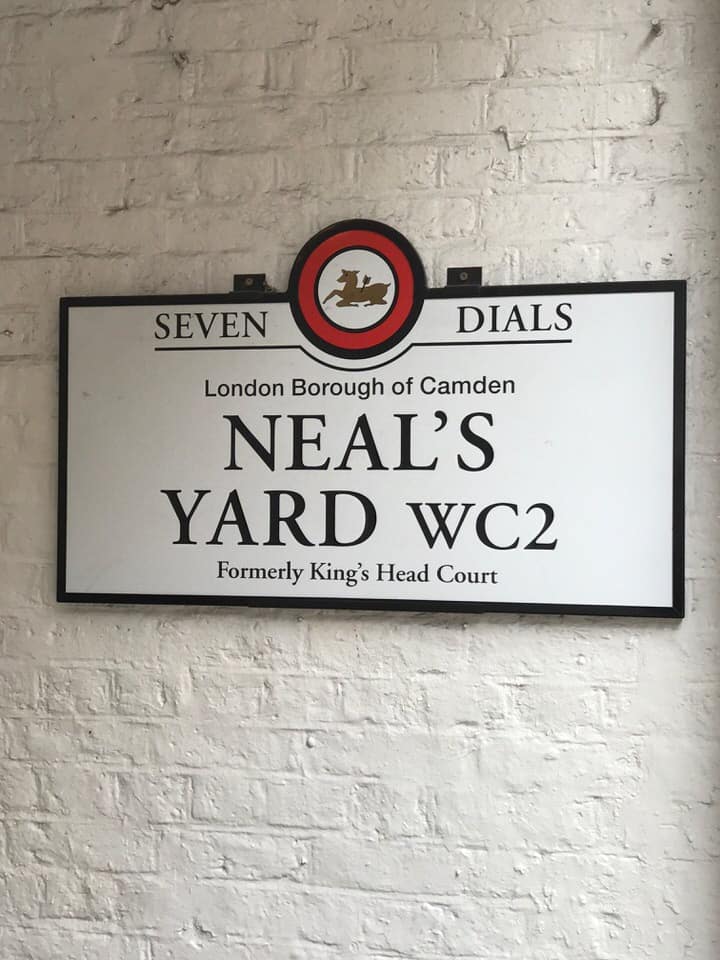 SEVEN DIALS
London Borough of Camden
NEAL'S
YARD WC2
Formerly King's Head Court